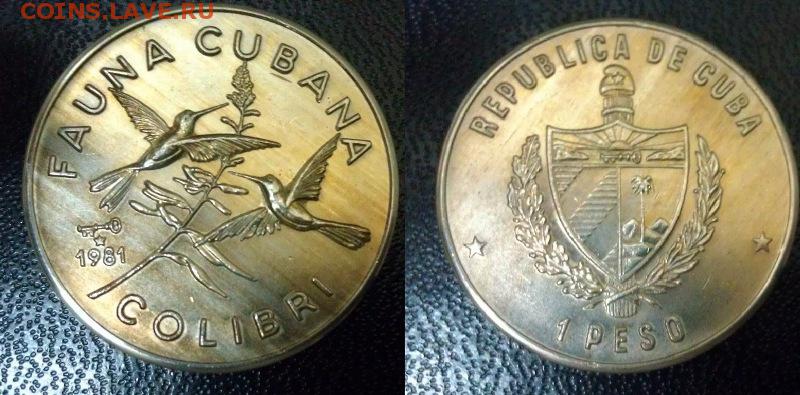 COINS.LAVE.RU
FAUNA CUBANA
1981
COLIBRI
REPUBLICA DE CUBA
1 PESO